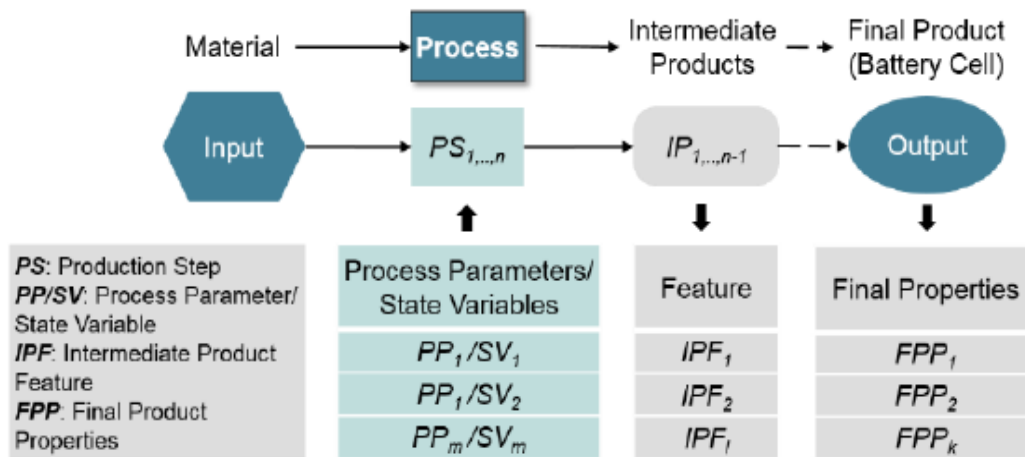 Material
Process
Intermediate
Products
Final Product
(Battery Cell)
Input
PS1,..,n
IP1,..,n-1
Output
PS: Production Step
PP/SV: Process Parameter/
State Variable
IPF: Intermediate Product
Feature
FPP: Final Product
Properties
Process Parameters/
State Variables
PP1/SV1
PP1/SV2
PPm/SVm
Feature
IPF1
IPF2
IPFl
Final Properties
FPP1
FPP2
FPPk